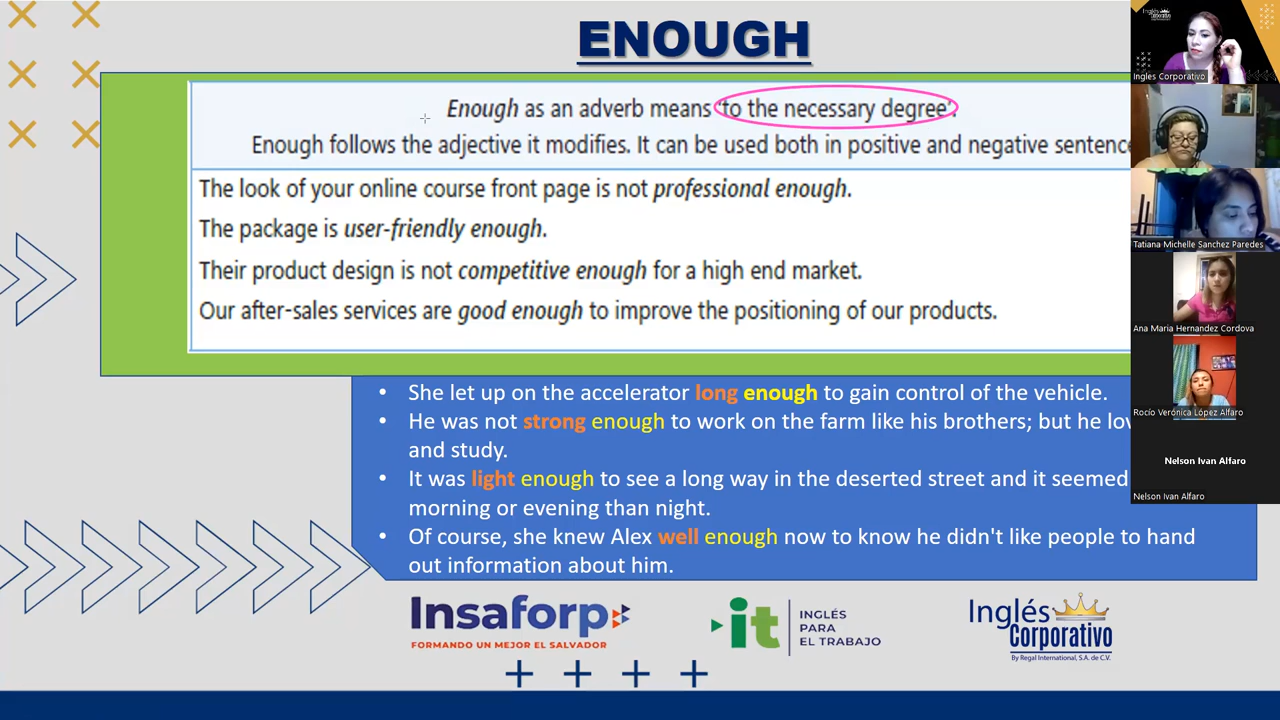 ENOUGH
Enough as an adverb means 'to the necessary degree'.
Enough follows the adjective it modifies. It can be used both in positive and negative sentence
The look of your online course front page is not professional enough.
The package is user-friendly enough.
Their product design is not competitive enough for a high end market.
Our after-sales services are good enough to improve the positioning of our products.
• She let up on the accelerator long enough to gain control of the vehicle.
• He was not strong enough to work on the farm like his brothers; but he
and study.
• It was light enough to see a long way in the deserted street and it seemed
morning or evening than night.
• Of course, she knew Alex well enough now to know he didn't like people to hand
out information about him.
Insaforp
FORMANDO UN MEJOR EL SALVADOR
it
INGLÉS
PARA
EL TRABAJO
Inglés
Corporativo
By Regal International, S.A. de C.V.
Inglés
Corporativo
Ingles Corporativo
Tatiana Michelle Sanchez Paredes
Ana Maria Hernandez Cordova
Rocío Verónica López Alfaro
Nelson Ivan Alfaro
Nelson Ivan Alfaro